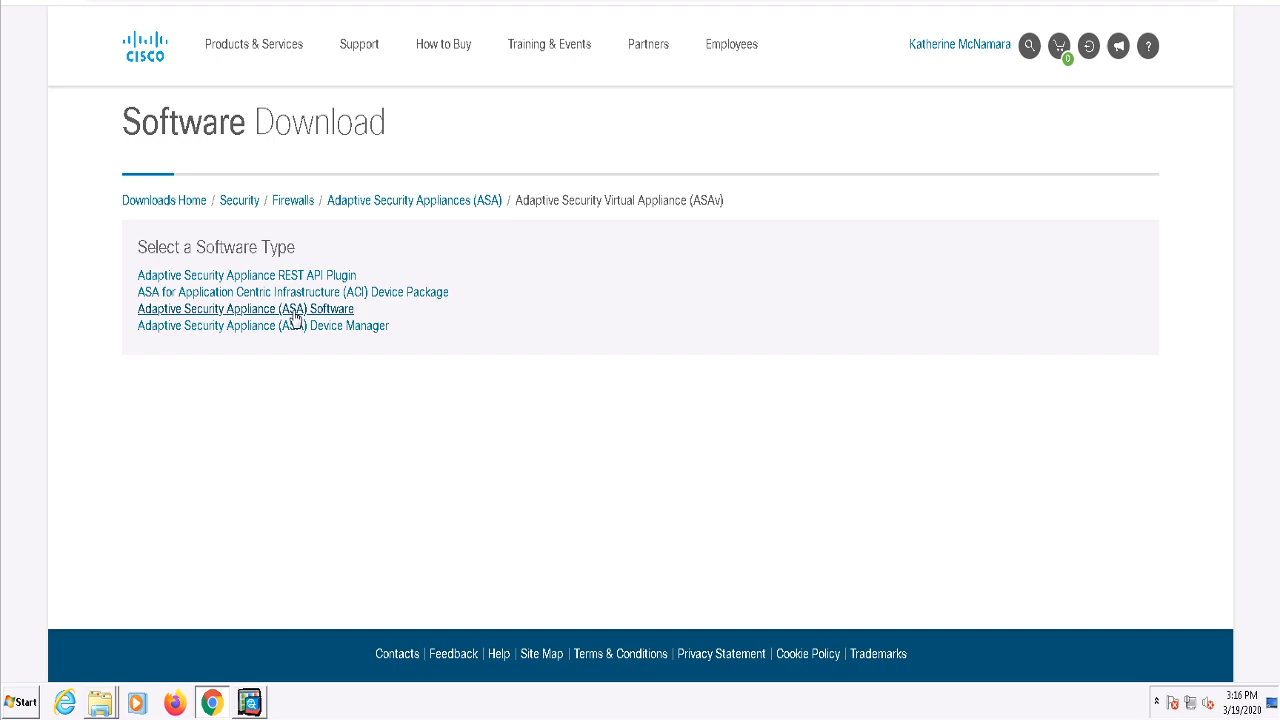 Products & Services Support How to Buy Training & Events Partners Employees Katherine McNamara 0 ?
CISCO
Software Download
Downloads Home / Security / Firewalls / Adaptive Security Appliances (ASA) / Adaptive Security Virtual Appliance (ASAv)
Select a Software Type
Adaptive Security Appliance REST API Plugin
ASA for Application Centric Infrastructure (ACI) Device Package
Adaptive Security Appliance (ASA) Software
Adaptive Security Appliance (ASA) Device Manager
Contacts | Feedback | Help | Site Map | Terms & Conditions | Privacy Statement | Cookie Policy | Trademarks
Start
3:16 PM
3/19/2020